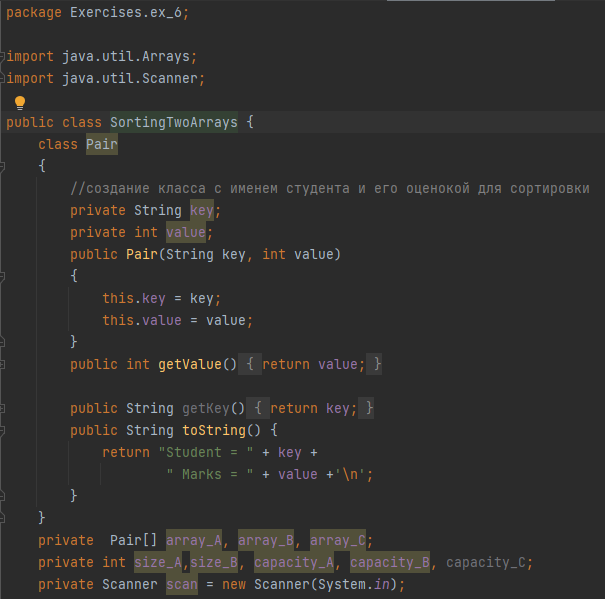 package Exercises.ex_6;
import java.util.Arrays;
import java.util.Scanner;
public class SortingTwoArrays {
class Pair
{
//создание класса с именем студента и его оценокой для сортировки
private String key;
private int value;
public Pair(String key, int value)
{
this.key = key;
this.value = value;
}
public int getValue() { return value; }
public String getKey() { return key; }
public String toString() {
return "Student = " + key +
" Marks = " + value +'\n';
}
}
private  Pair[] array_A, array_B, array_C;
private int size_A,size_B, capacity_A, capacity_B, capacity_C;
private Scanner scan = new Scanner(System.in);